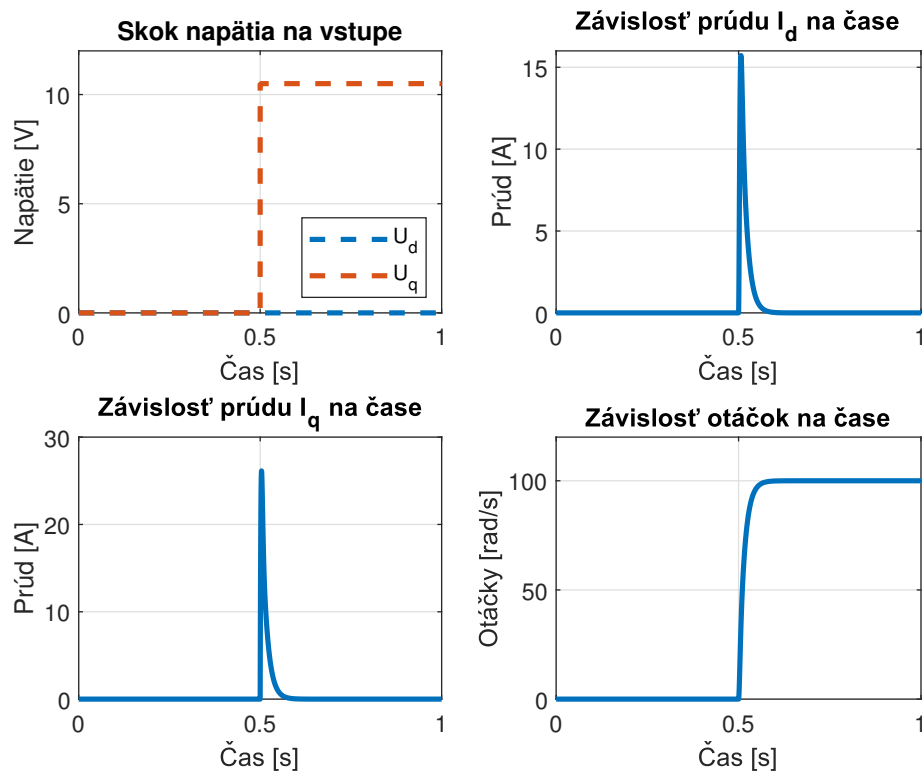 Skok napätia na vstupe
Napätie [V]
10
5
0
0
0.5
1
Čas [s]
U_d
U_q
Závislosť prúdu I_d na čase
Prúd [A]
15
10
5
0
0
0.5
1
Čas [s]
Závislosť prúdu I_q na čase
Prúd [A]
30
20
10
0
0
0.5
1
Čas [s]
Závislosť otáčok na čase
Otáčky [rad/s]
100
50
0
0
0.5
1
Čas [s]